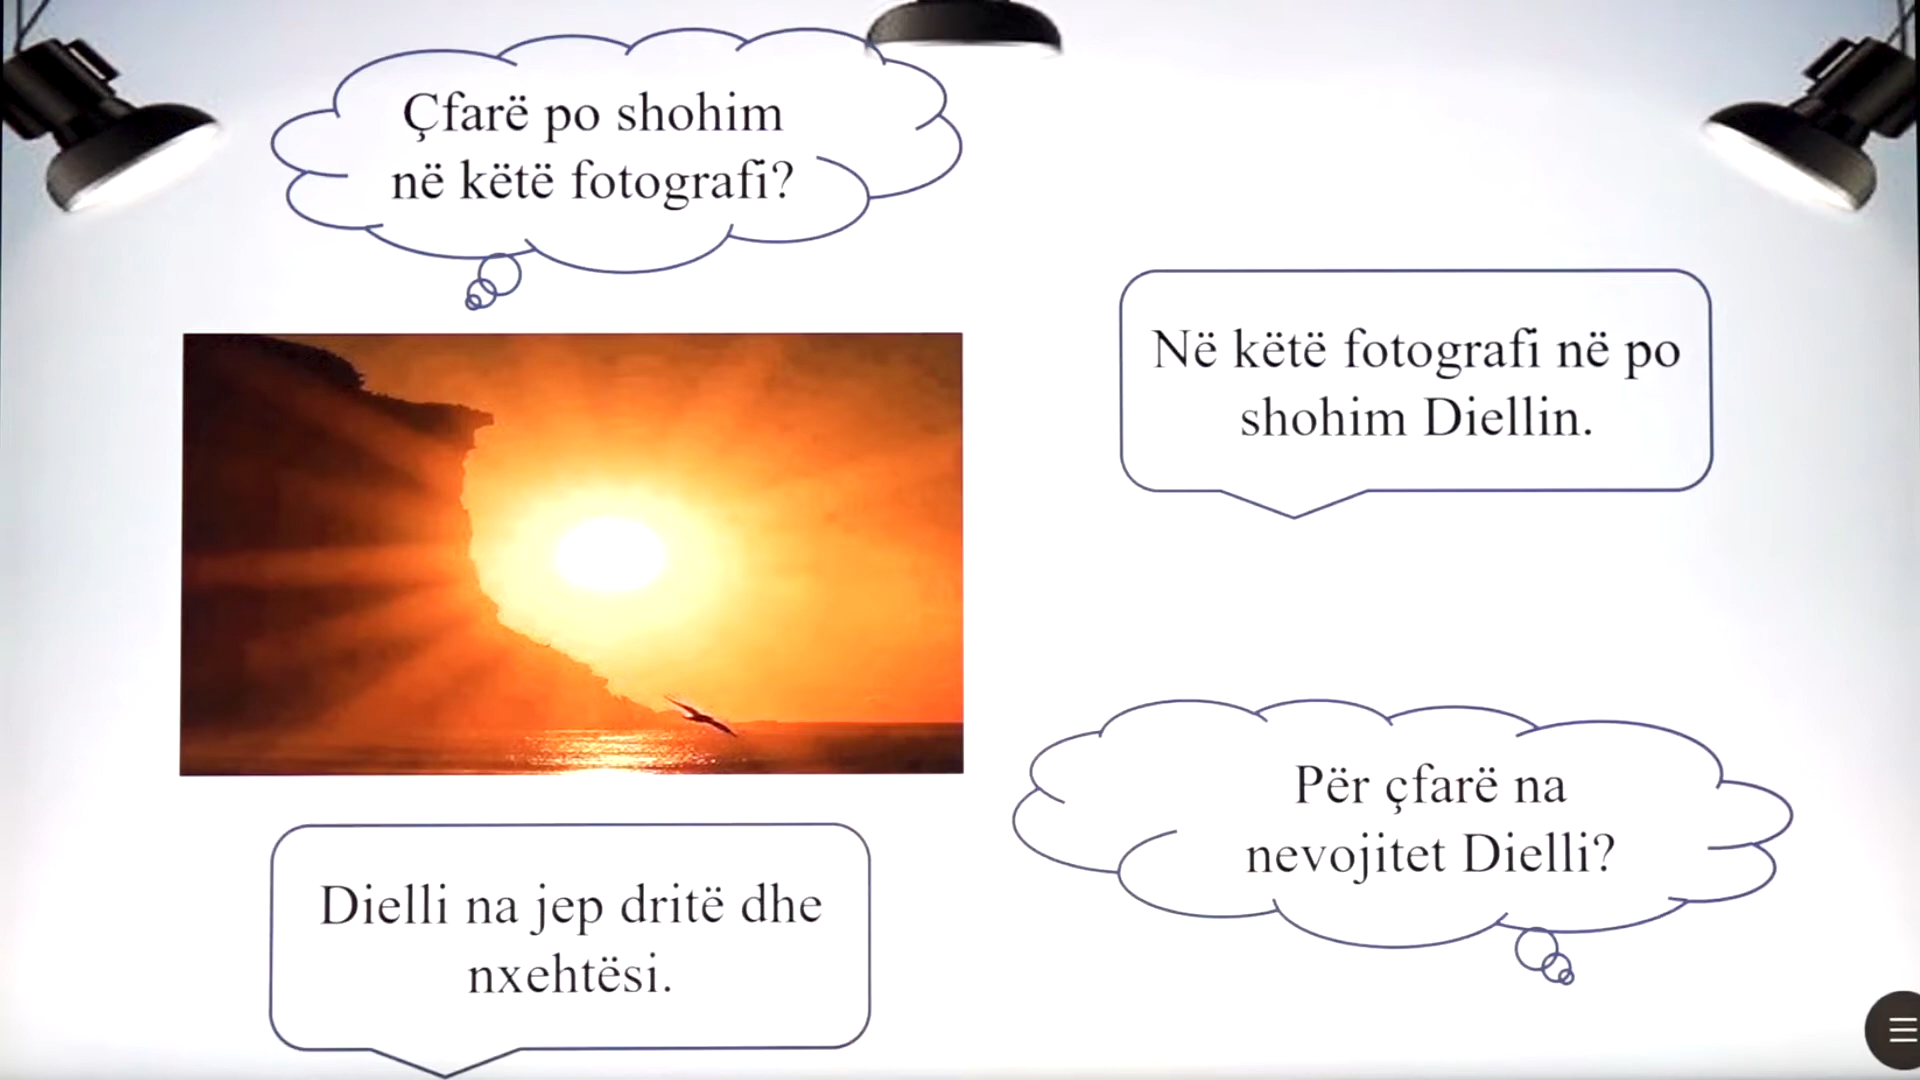 Çfarë po shohim
në këtë fotografi?
Në këtë fotografi në po
shohim Diellin.
Për çfarë na
nevojitet Dielli?
Dielli na jep dritë dhe
nxehtësi.